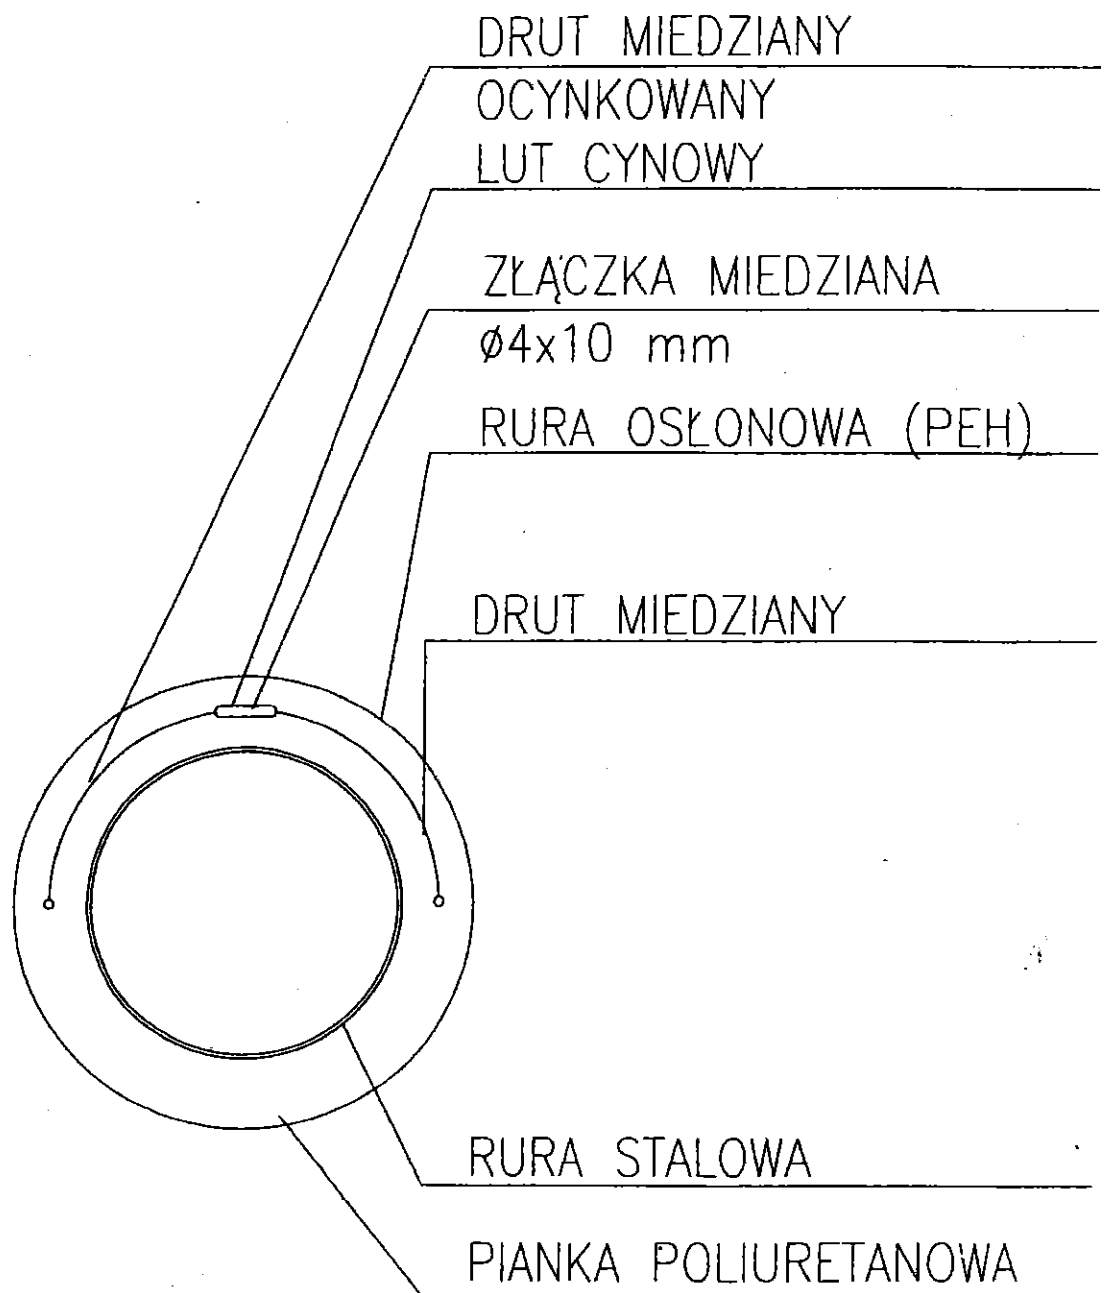 DRUT MIEDZIANY
OCYNKOWANY
LUT CYNOWY
ZŁĄCZKA MIEDZIANA
Ø4x10 mm
RURA OSŁONOWA (PEH)
DRUT MIEDZIANY
RURA STALOWA
PIANKA POLIURETANOWA